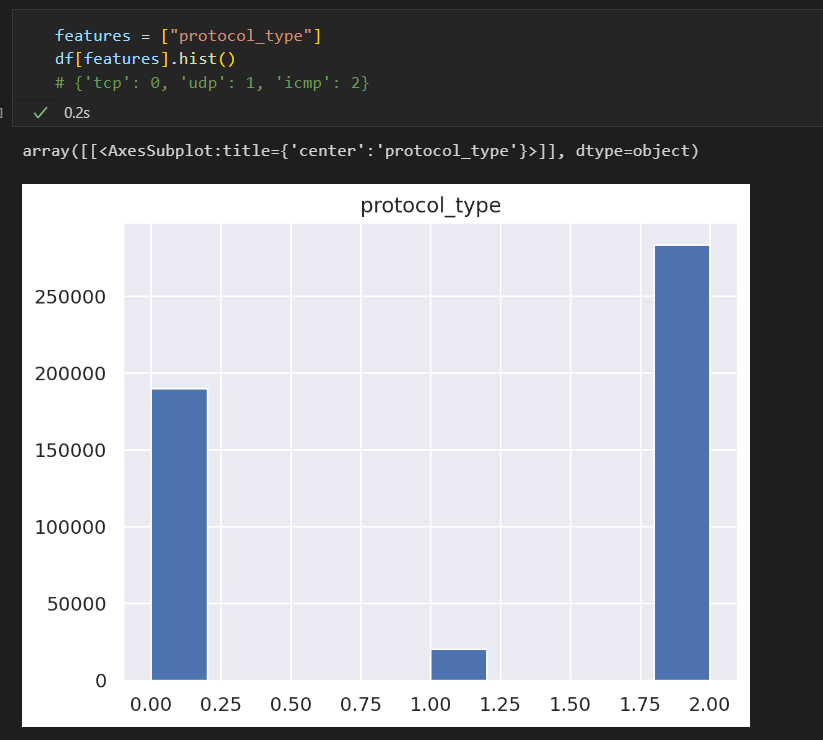 features = ["protocol_type"]
df[features].hist()
# {'tcp': 0, 'udp': 1, 'icmp': 2}
0.2s
array([[<AxesSubplot:title={'center':'protocol_type'}>]], dtype=object)
protocol_type
250000
200000
150000
100000
50000
0
0.00 0.25 0.50 0.75 1.00 1.25 1.50 1.75 2.00